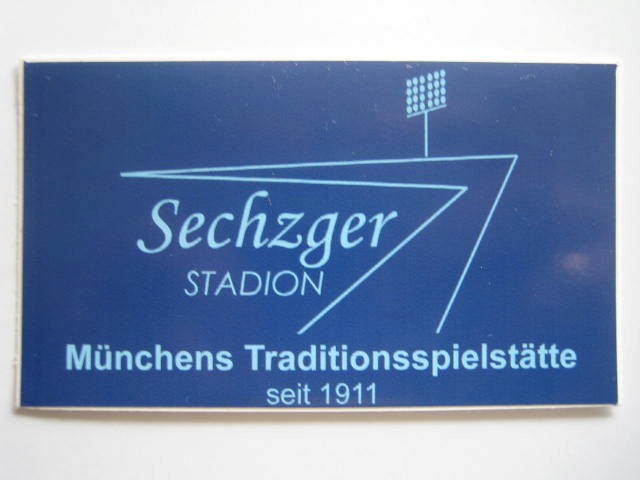 Sechzger
STADION
Münchens Traditionsspielstätte
seit 1911